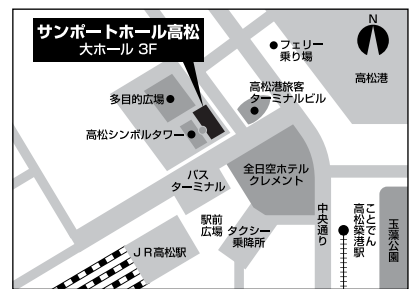 サンポートホール高松
大ホール 3F
N
フェリー
乗り場
高松港
高松港旅客
ターミナルビル
多目的広場
高松シンボルタワー
バス
ターミナル
全日空ホテル
クレメント
駅前
広場
タクシー
乗降所
中央通り
ことでん
高松築港駅
玉藻公園
JR高松駅